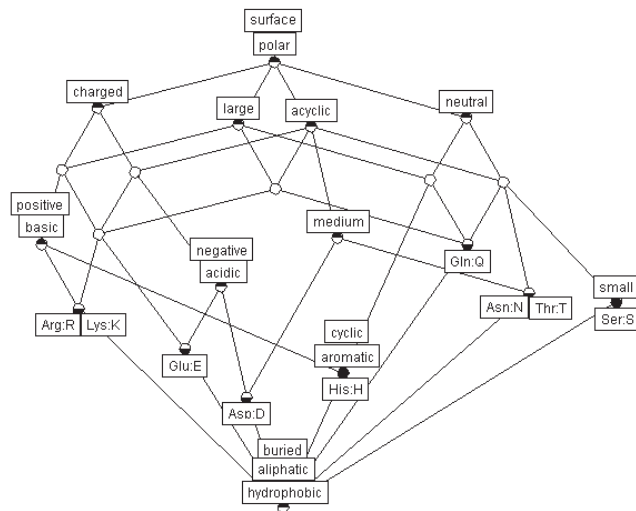 surface
polar
charged
large
acyclic
neutral
positive
basic
medium
negative
acidic
Gln:Q
small
Asn:N Thr:T
Ser:S
Arg:R Lys:K
cyclic
aromatic
Glu:E
His:H
Asp:D
buried
aliphatic
hydrophobic